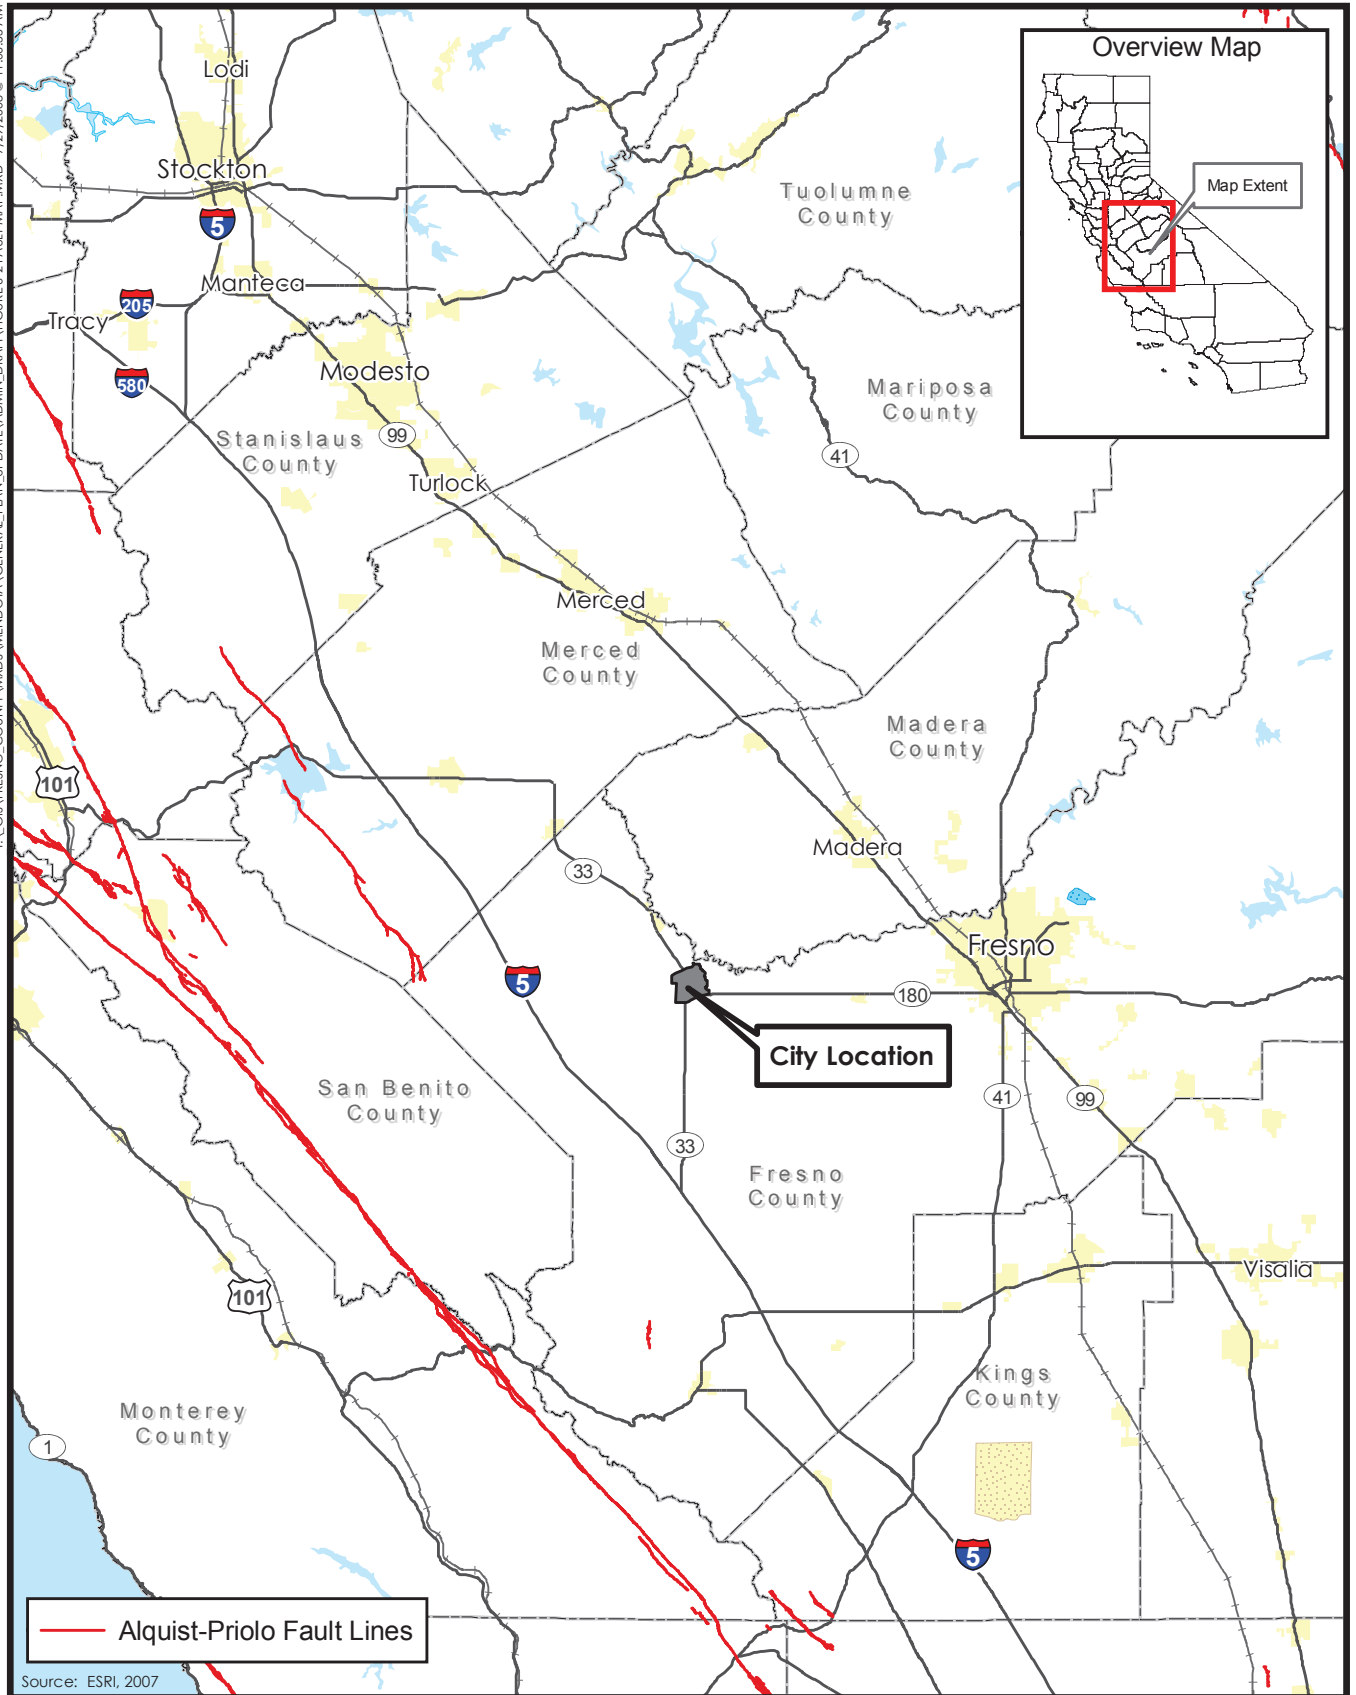 Overview Map
Map Extent
Lodi
Stockton
5
Tuolumne
County
Manteca
205
Tracy
580
Modesto
Mariposa
County
Stanislaus
County
99
41
Turlock
Merced
Merced
County
Madera
County
101
Madera
33
Fresno
5
180
City Location
San Benito
County
41
99
33
Fresno
County
Visalia
101
Kings
County
Monterey
County
1
5
Alquist-Priolo Fault Lines
Source: ESRI, 2007